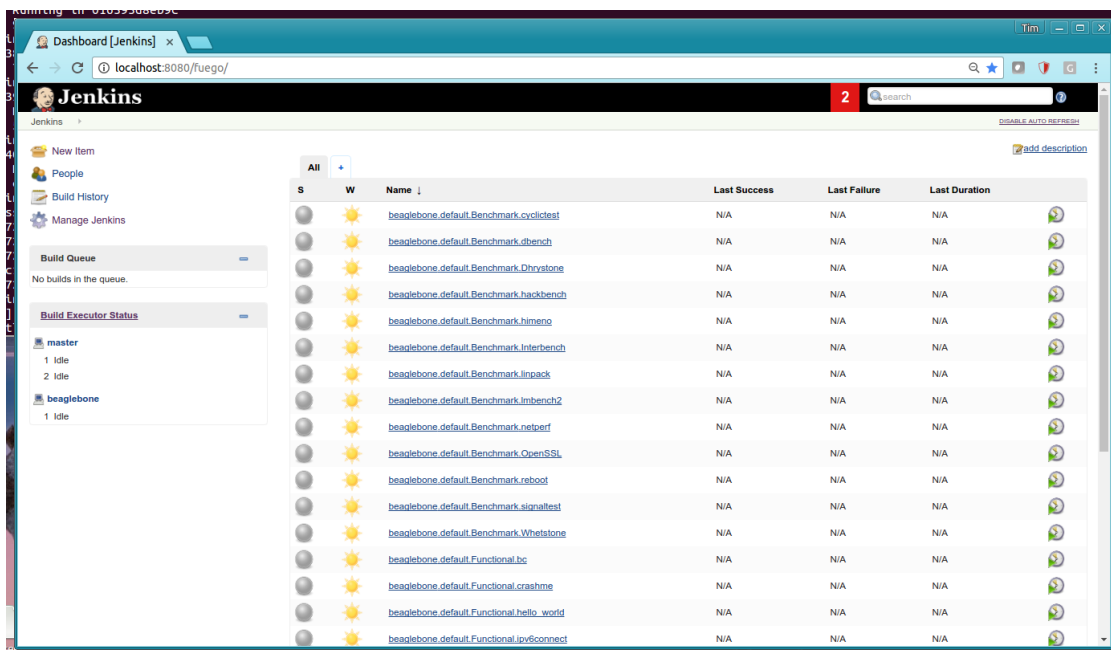 Running in 016395d8eb9c
Tim
Dashboard [Jenkins] ×
localhost:8080/fuego/
Jenkins
2
search
Jenkins
DISABLE AUTO REFRESH
New Item
People
Build History
Manage Jenkins
Build Queue
No builds in the queue.
Build Executor Status
master
1 Idle
2 Idle
beaglebone
1 Idle
add description
All +
S W Name ↓ Last Success Last Failure Last Duration
beaglebone.default.Benchmark.cyclictest N/A N/A N/A
beaglebone.default.Benchmark.dbench N/A N/A N/A
beaglebone.default.Benchmark.Dhrystone N/A N/A N/A
beaglebone.default.Benchmark.hackbench N/A N/A N/A
beaglebone.default.Benchmark.himeno N/A N/A N/A
beaglebone.default.Benchmark.Interbench N/A N/A N/A
beaglebone.default.Benchmark.linpack N/A N/A N/A
beaglebone.default.Benchmark.lmbench2 N/A N/A N/A
beaglebone.default.Benchmark.netperf N/A N/A N/A
beaglebone.default.Benchmark.OpenSSL N/A N/A N/A
beaglebone.default.Benchmark.reboot N/A N/A N/A
beaglebone.default.Benchmark.signaltest N/A N/A N/A
beaglebone.default.Benchmark.Whetstone N/A N/A N/A
beaglebone.default.Functional.bc N/A N/A N/A
beaglebone.default.Functional.crashme N/A N/A N/A
beaglebone.default.Functional.hello_world N/A N/A N/A
beaglebone.default.Functional.ipv6connect N/A N/A N/A